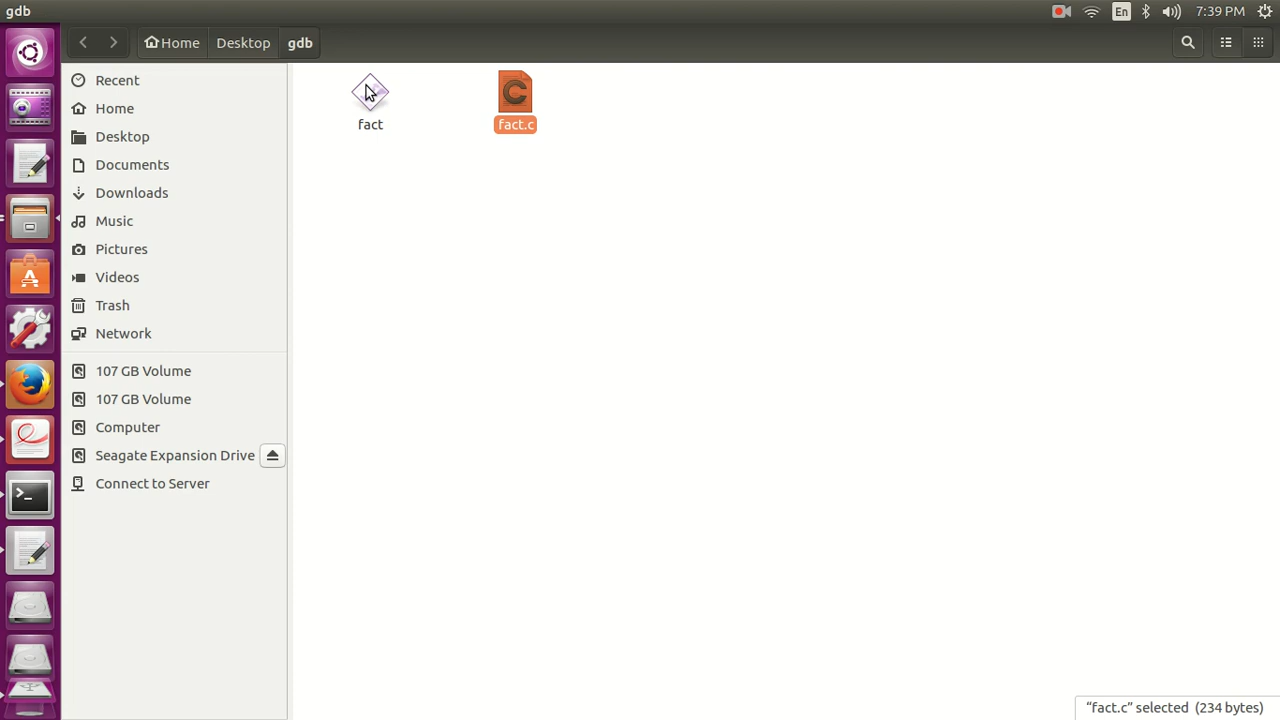 gdb
En
7:39 PM
Home
Desktop
gdb
Recent
Home
Desktop
Documents
Downloads
Music
Pictures
Videos
Trash
Network
107 GB Volume
107 GB Volume
Computer
Seagate Expansion Drive
Connect to Server
fact
fact.c
“fact.c” selected (234 bytes)